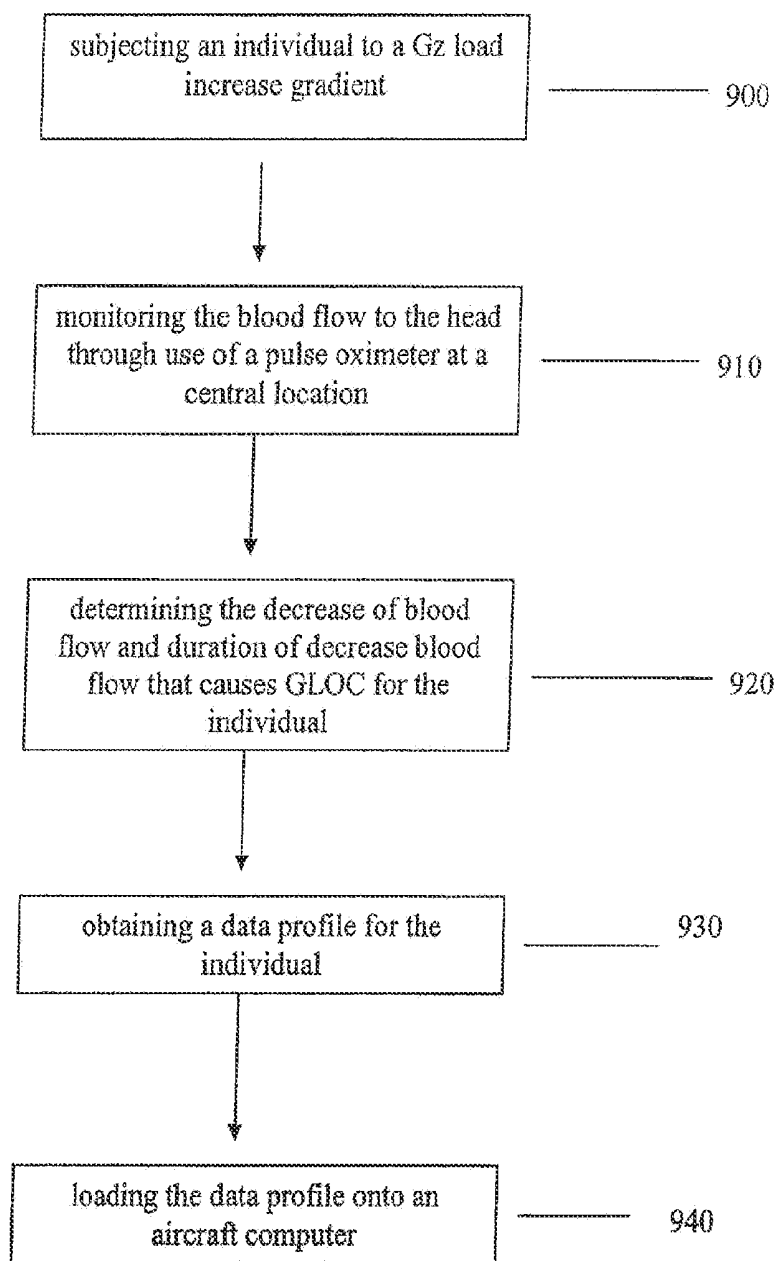 subjecting an individual to a Gz load
increase gradient
900
monitoring the blood flow to the head
through use of a pulse oximeter at a
central location
910
determining the decrease of blood
flow and duration of decrease blood
flow that causes GLOC for the
individual
920
obtaining a data profile for the
individual
930
loading the data profile onto an
aircraft computer
940